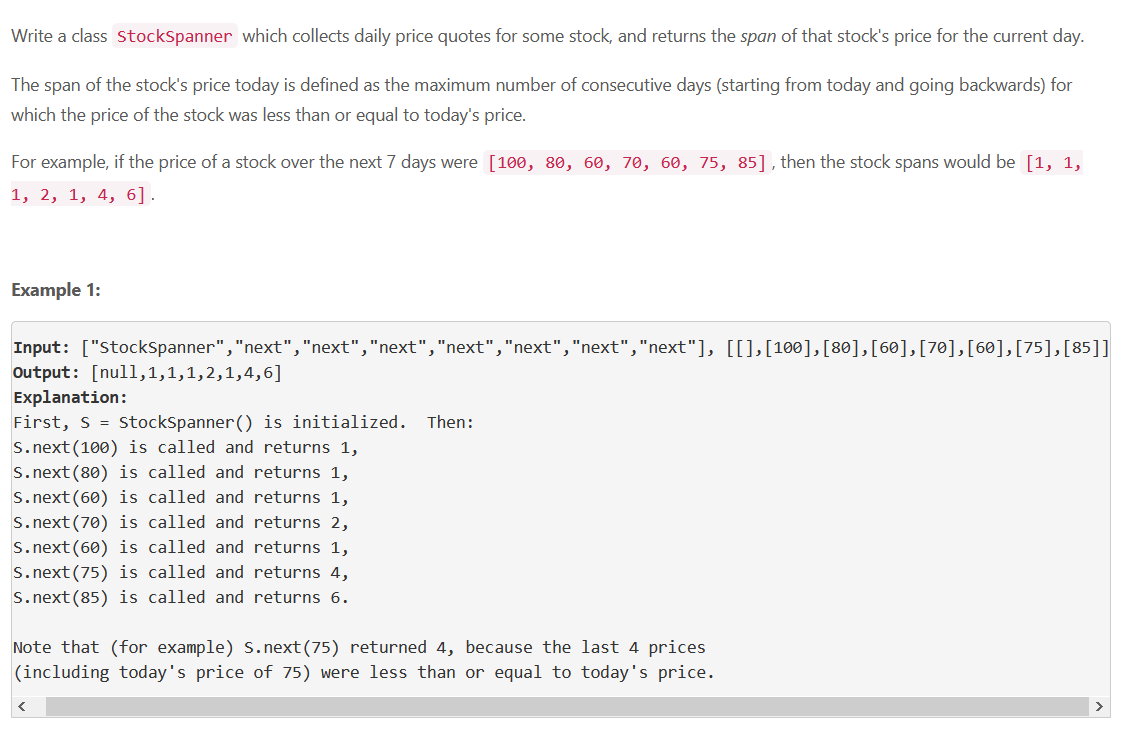 Write a class StockSpanner which collects daily price quotes for some stock, and returns the span of that stock's price for the current day.
The span of the stock's price today is defined as the maximum number of consecutive days (starting from today and going backwards) for
which the price of the stock was less than or equal to today's price.
For example, if the price of a stock over the next 7 days were [100, 80, 60, 70, 60, 75, 85], then the stock spans would be [1, 1,
1, 2, 1, 4, 6].
Example 1:
Input: ["StockSpanner","next","next","next","next","next","next","next"], [[],[100],[80],[60],[70],[60],[75],[85]]
Output: [null,1,1,1,2,1,4,6]
Explanation:
First, S = StockSpanner() is initialized.  Then:
S.next(100) is called and returns 1,
S.next(80) is called and returns 1,
S.next(60) is called and returns 1,
S.next(70) is called and returns 2,
S.next(60) is called and returns 1,
S.next(75) is called and returns 4,
S.next(85) is called and returns 6.
Note that (for example) S.next(75) returned 4, because the last 4 prices
(including today's price of 75) were less than or equal to today's price.